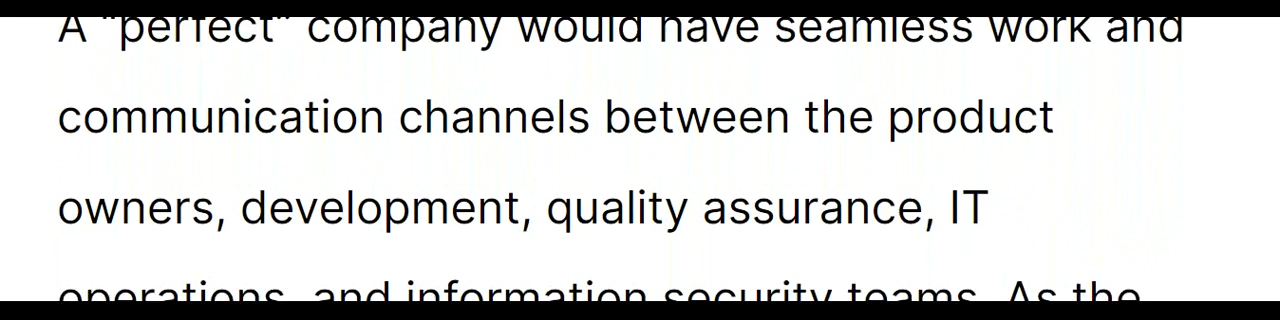 A "perfect" company would have seamless work and
communication channels between the product
owners, development, quality assurance, IT
operations, and information security teams. As the